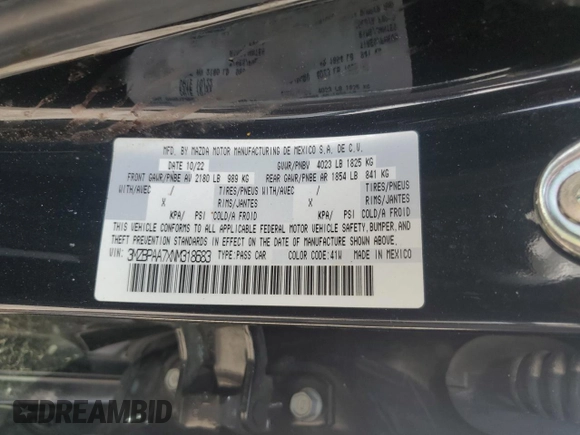 MFD. BY MAZDA MOTOR MANUFACTURING DE MEXICO S.A. DE C.V.
DATE 10/22 GVWR/PNBV 4023 LB 1825 KG
FRONT GAWR/PNBE AV 2180 LB 989 KG REAR GAWR/PNBE AR 1854 LB 841 KG
WITH/AVEC / TIRES/PNEUS WITH/AVEC / TIRES/PNEUS
X RIMS/JANTES X RIMS/JANTES
KPA/ PSI COLD/A FROID KPA/ PSI COLD/A FROID
THIS VEHICLE CONFORMS TO ALL APPLICABLE FEDERAL MOTOR VEHICLE SAFETY, BUMPER, AND
THEFT PREVENTION STANDARDS IN EFFECT ON THE DATE OF MANUFACTURE SHOWN ABOVE.
VIN: 3MZBPAA7XNM318683 TYPE:PASS CAR COLOR CODE:41W MADE IN MEXICO
DREAMBID